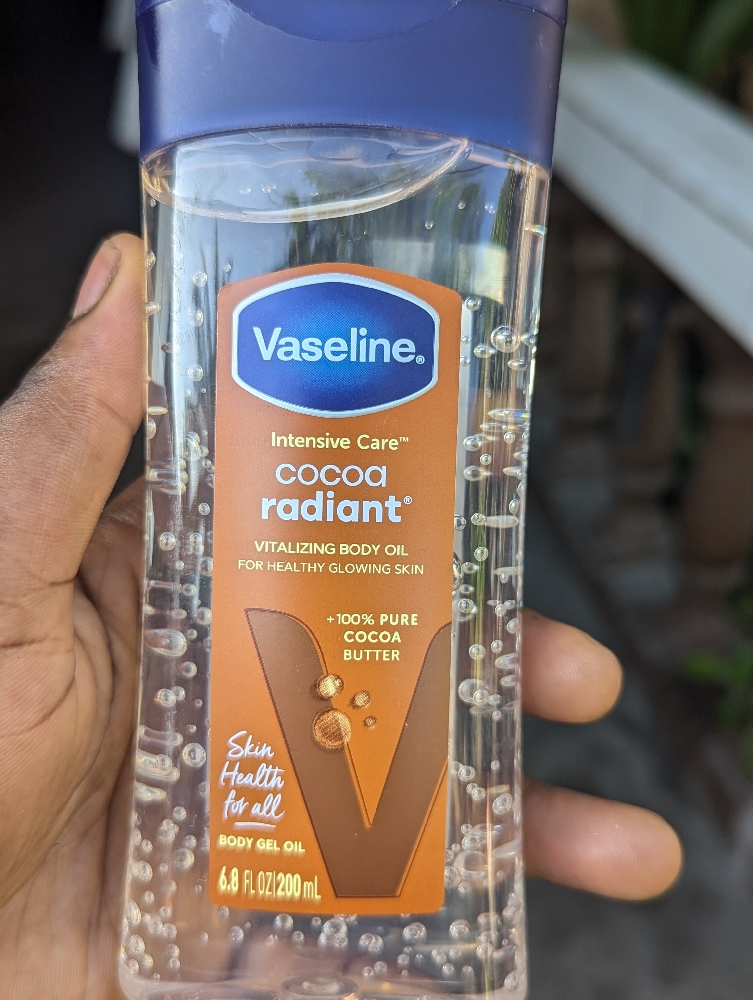 Vaseline®
Intensive Care™
cocoa
radiant®
VITALIZING BODY OIL
FOR HEALTHY GLOWING SKIN
+100% PURE
COCOA
BUTTER
Skin
Health
for all
BODY GEL OIL
6.8 FL OZ|200 mL